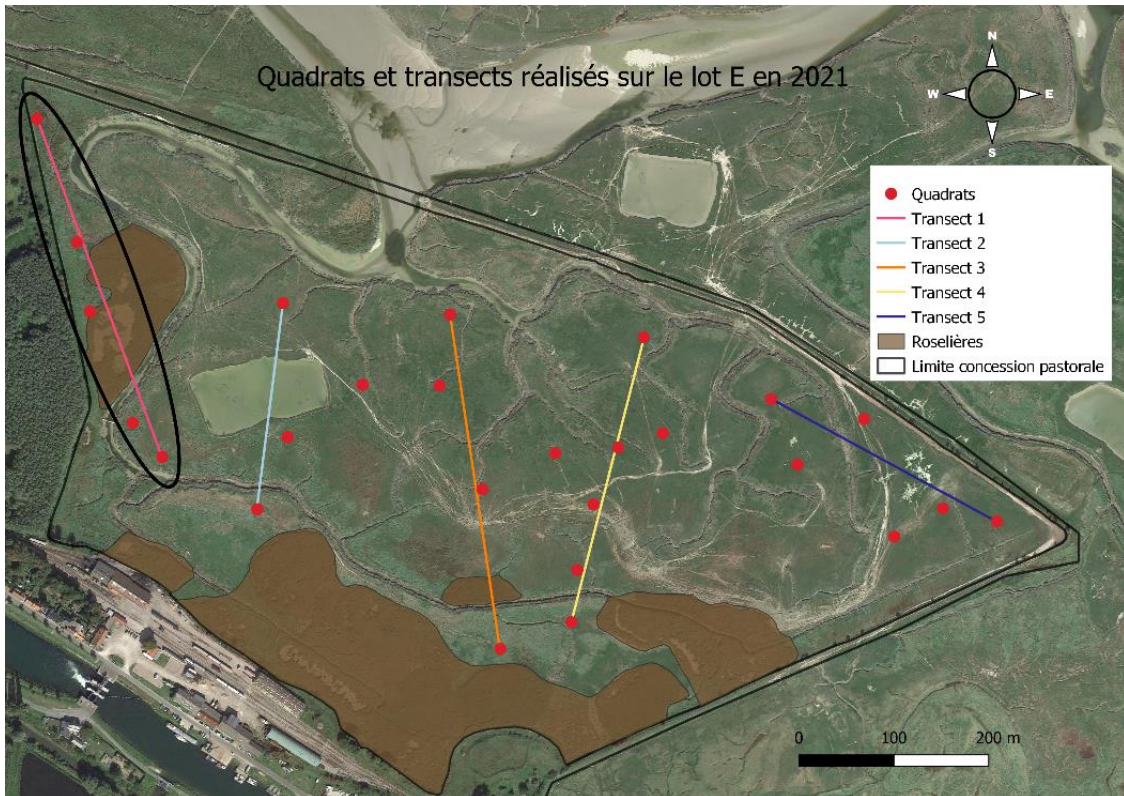 Quadrats et transects réalisés sur le lot E en 2021
N
W
E
S
Quadrats
Transect 1
Transect 2
Transect 3
Transect 4
Transect 5
Roselières
Limite concession pastorale
0 100 200 m